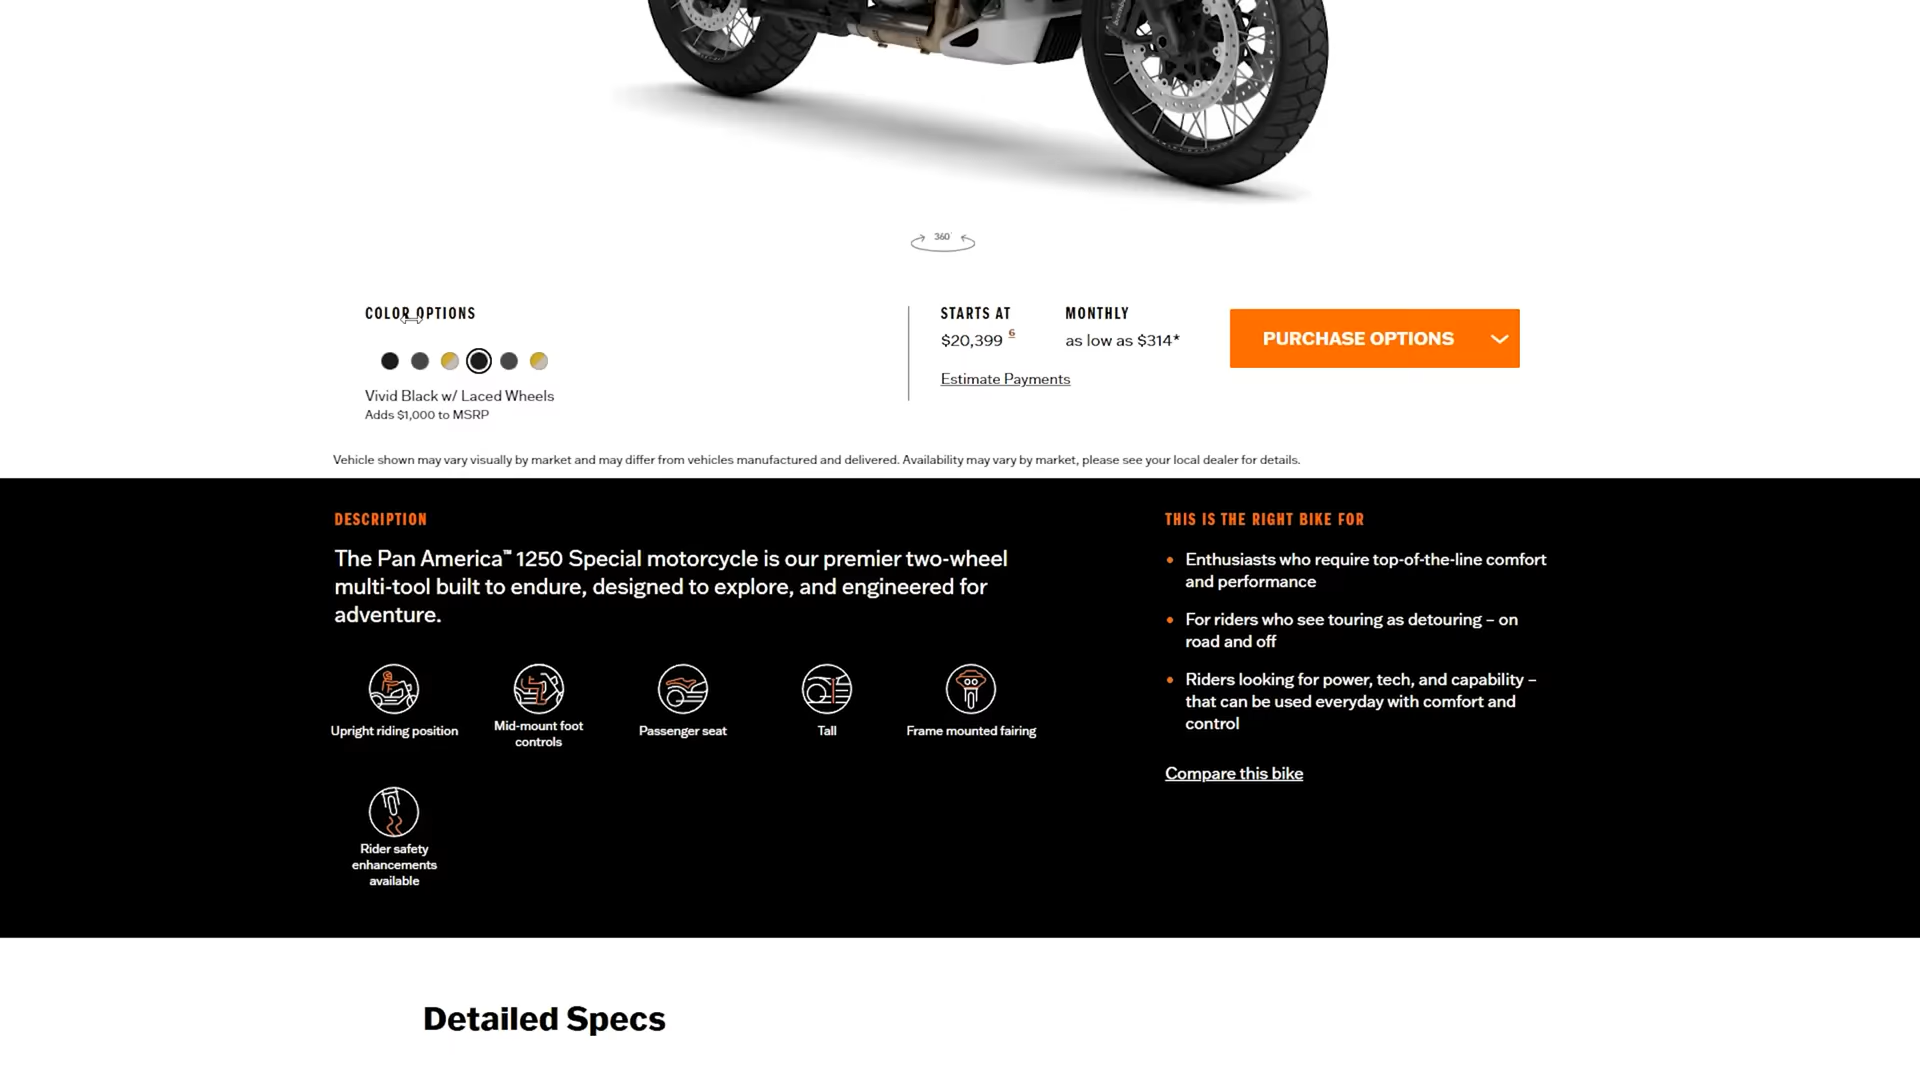 360°
COLOR OPTIONS
Vivid Black w/ Laced Wheels
Adds $1,000 to MSRP
STARTS AT
$20,399 6
Estimate Payments
MONTHLY
as low as $314*
PURCHASE OPTIONS
Vehicle shown may vary visually by market and may differ from vehicles manufactured and delivered. Availability may vary by market, please see your local dealer for details.
DESCRIPTION
The Pan America™ 1250 Special motorcycle is our premier two-wheel
multi-tool built to endure, designed to explore, and engineered for
adventure.
Upright riding position
Mid-mount foot
controls
Passenger seat
Tall
Frame mounted fairing
Rider safety
enhancements
available
THIS IS THE RIGHT BIKE FOR
• Enthusiasts who require top-of-the-line comfort
and performance
• For riders who see touring as detouring – on
road and off
• Riders looking for power, tech, and capability –
that can be used everyday with comfort and
control
Compare this bike
Detailed Specs